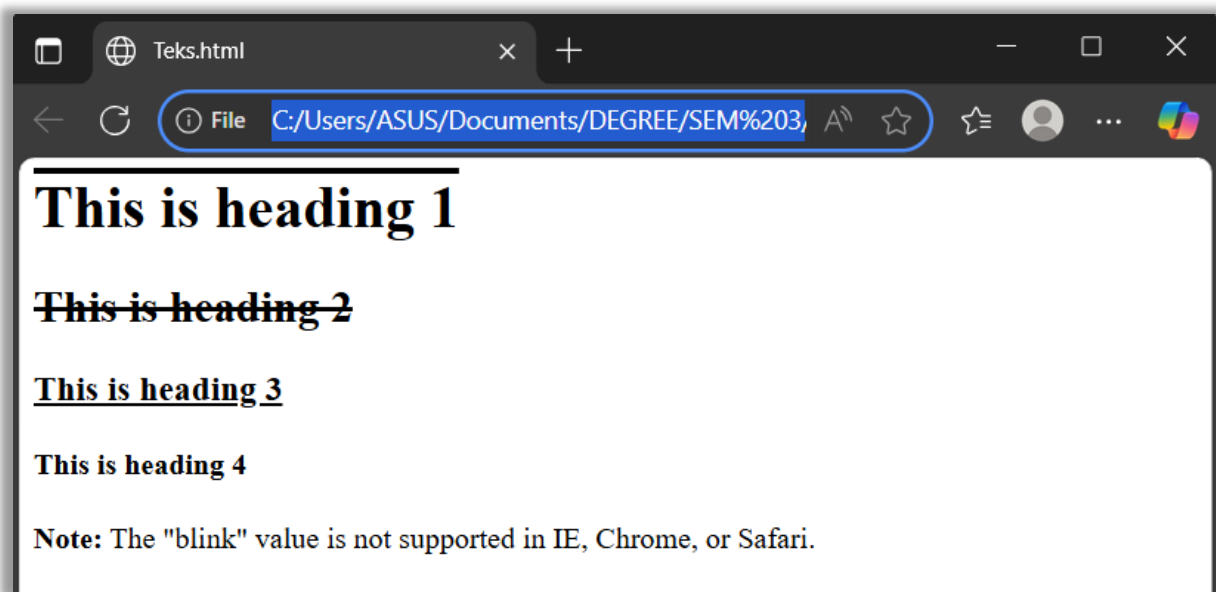 Teks.html
File C:/Users/ASUS/Documents/DEGREE/SEM%203/
This is heading 1
This is heading 2
This is heading 3
This is heading 4
Note: The "blink" value is not supported in IE, Chrome, or Safari.